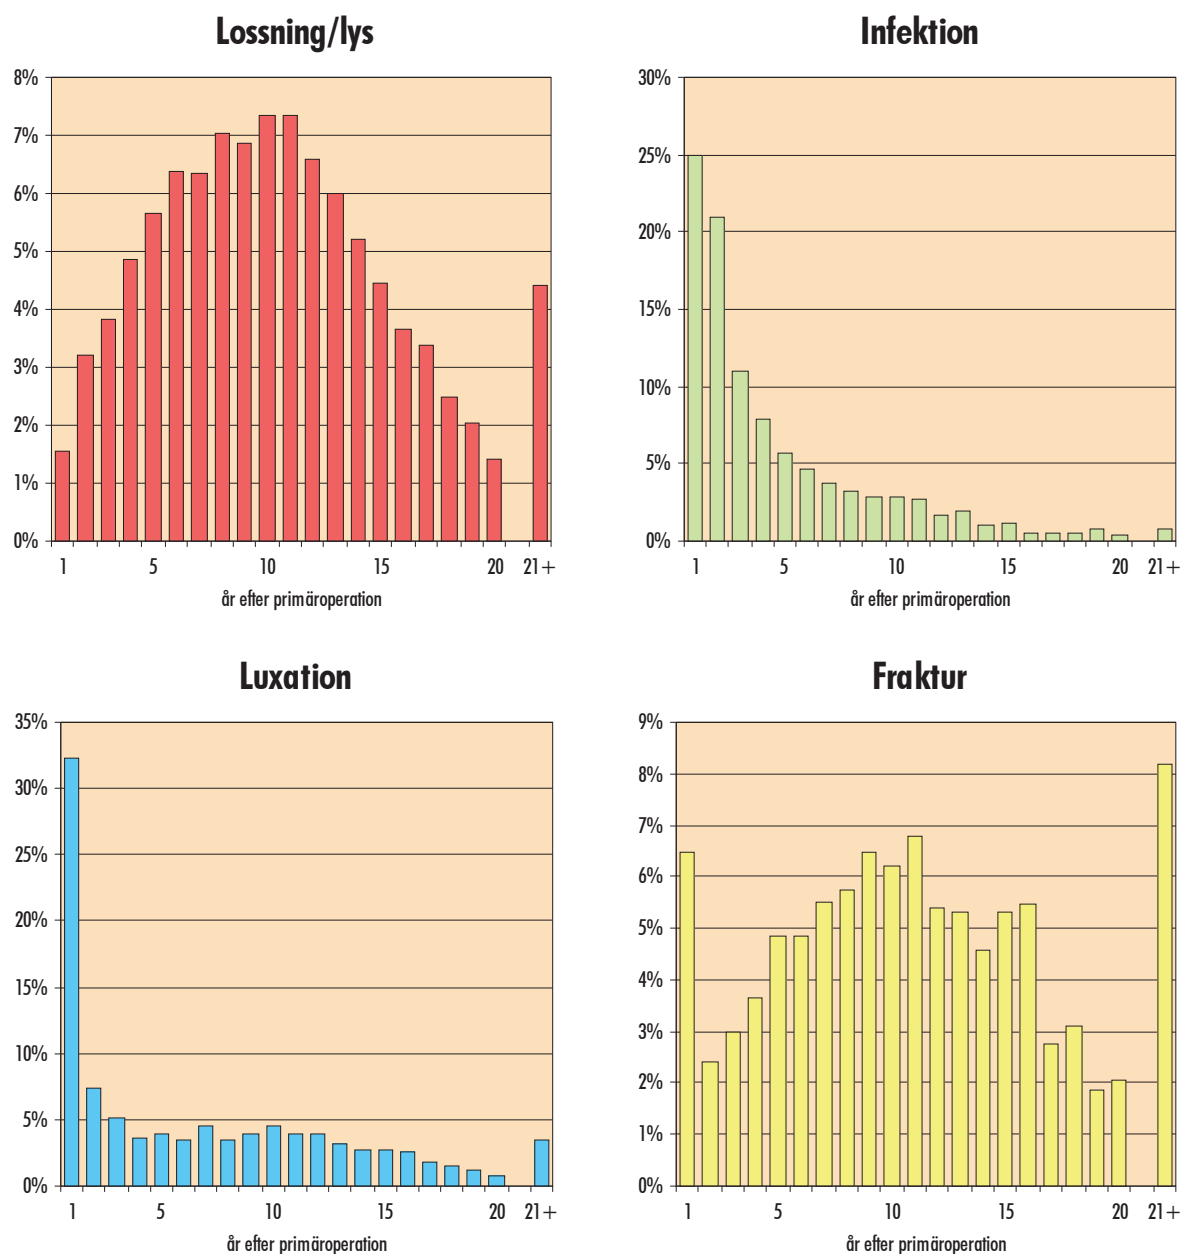 Lossning/lys
8%
7%
6%
5%
4%
3%
2%
1%
0%
1 5 10 15 20 21+
år efter primäroperation
Infektion
30%
25%
20%
15%
10%
5%
0%
1 5 10 15 20 21+
år efter primäroperation
Luxation
35%
30%
25%
20%
15%
10%
5%
0%
1 5 10 15 20 21+
år efter primäroperation
Fraktur
9%
8%
7%
6%
5%
4%
3%
2%
1%
0%
1 5 10 15 20 21+
år efter primäroperation